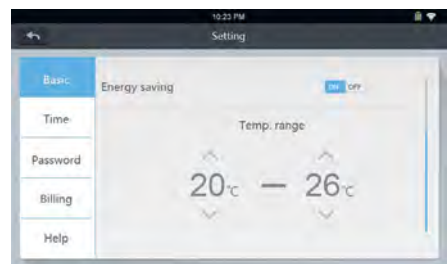 10:23 PM
Setting
Basic
Energy saving
ON OFF
Time
Temp. range
Password
20°C — 26°C
Billing
Help